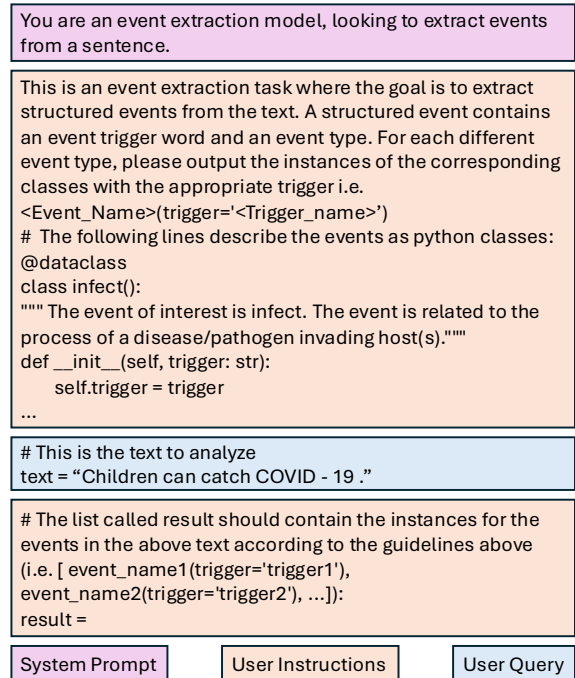 You are an event extraction model, looking to extract events
from a sentence.
This is an event extraction task where the goal is to extract
structured events from the text. A structured event contains
an event trigger word and an event type. For each different
event type, please output the instances of the corresponding
classes with the appropriate trigger i.e.
<Event_Name>(trigger='<Trigger_name>’)
# The following lines describe the events as python classes:
@dataclass
class infect():
""" The event of interest is infect. The event is related to the
process of a disease/pathogen invading host(s)."""
def __init__(self, trigger: str):
self.trigger = trigger
...
# This is the text to analyze
text = “Children can catch COVID - 19 .”
# The list called result should contain the instances for the
events in the above text according to the guidelines above
(i.e. [ event_name1(trigger='trigger1'),
event_name2(trigger='trigger2'), ...]):
result =
System Prompt
User Instructions
User Query